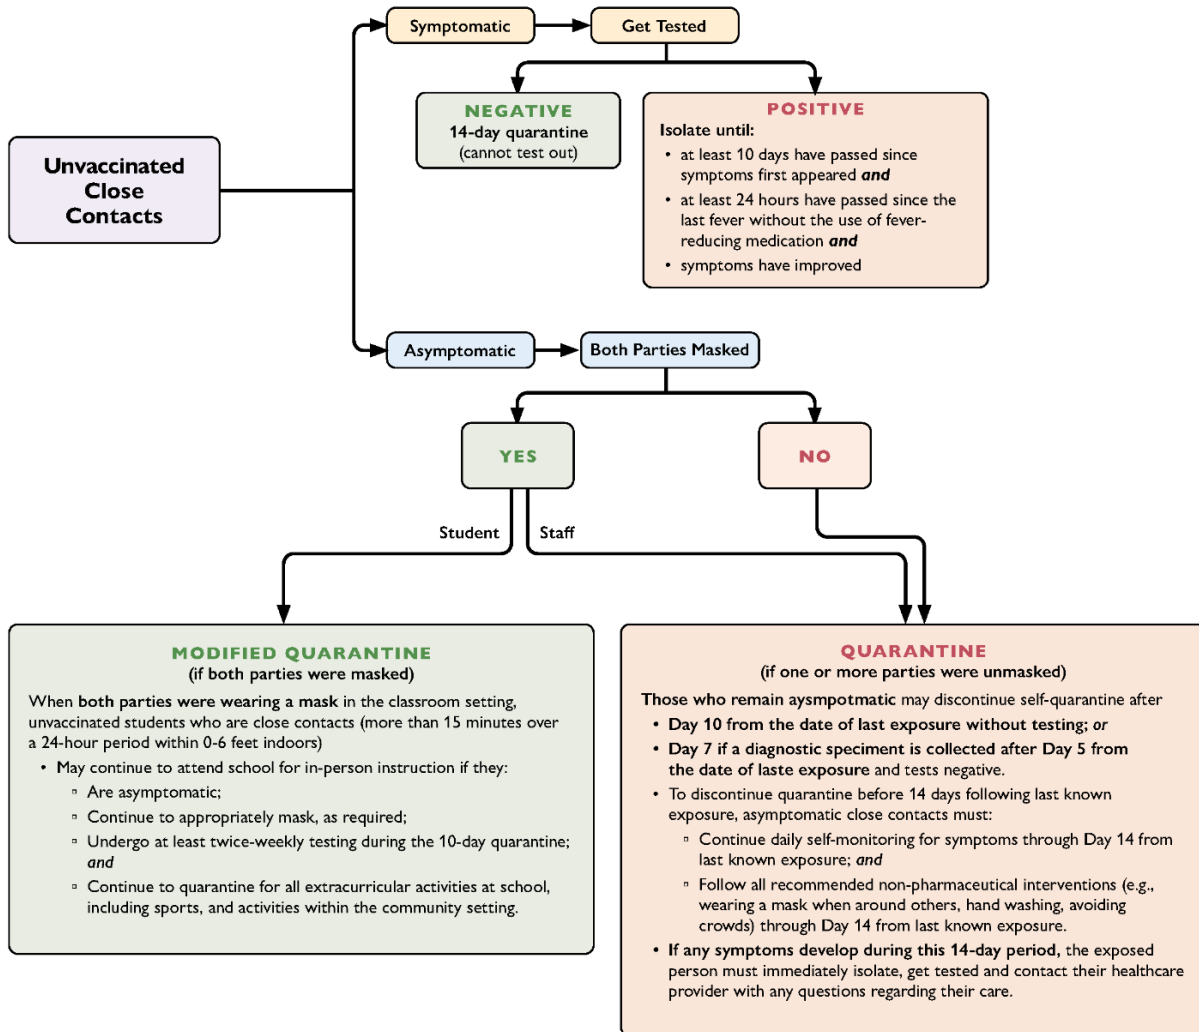 Symptomatic
Get Tested
NEGATIVE
14-day quarantine
(cannot test out)
POSITIVE
Isolate until:
• at least 10 days have passed since
symptoms first appeared and
• at least 24 hours have passed since the
last fever without the use of fever-
reducing medication and
• symptoms have improved
Unvaccinated
Close
Contacts
Asymptomatic
Both Parties Masked
YES
NO
Student
Staff
MODIFIED QUARANTINE
(if both parties were masked)
When both parties were wearing a mask in the classroom setting,
unvaccinated students who are close contacts (more than 15 minutes over
a 24-hour period within 0-6 feet indoors)
• May continue to attend school for in-person instruction if they:
▫ Are asymptomatic;
▫ Continue to appropriately mask, as required;
▫ Undergo at least twice-weekly testing during the 10-day quarantine;
and
▫ Continue to quarantine for all extracurricular activities at school,
including sports, and activities within the community setting.
QUARANTINE
(if one or more parties were unmasked)
Those who remain aysmpotmatic may discontinue self-quarantine after
• Day 10 from the date of last exposure without testing; or
• Day 7 if a diagnostic speciment is collected after Day 5 from
the date of laste exposure and tests negative.
• To discontinue quarantine before 14 days following last known
exposure, asymptomatic close contacts must:
▫ Continue daily self-monitoring for symptoms through Day 14 from
last known exposure; and
▫ Follow all recommended non-pharmaceutical interventions (e.g.,
wearing a mask when around others, hand washing, avoiding
crowds) through Day 14 from last known exposure.
• If any symptoms develop during this 14-day period, the exposed
person must immediately isolate, get tested and contact their healthcare
provider with any questions regarding their care.